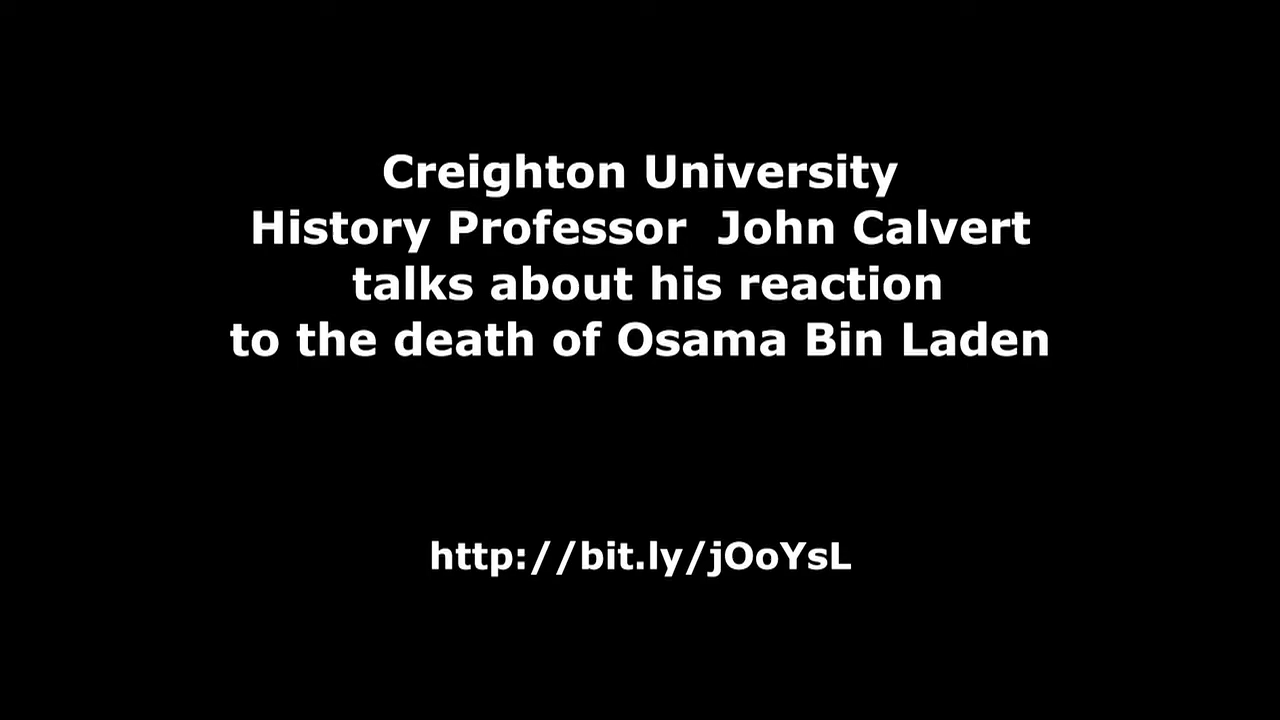 Creighton University
History Professor  John Calvert
talks about his reaction
to the death of Osama Bin Laden
http://bit.ly/jOoYsL